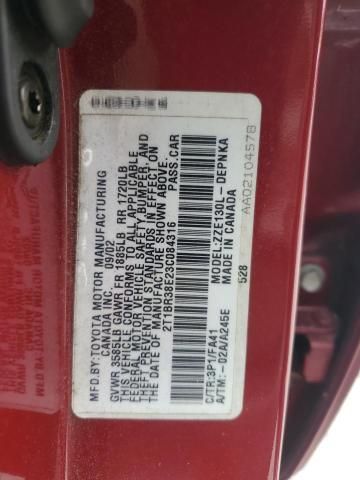 MFD.BY:TOYOTA MOTOR MANUFACTURING
CANADA INC. 09/02
GVWR 3585LB GAWR FR 1885LB RR 1720LB
THIS VEHICLE CONFORMS TO ALL APPLICABLE
FEDERAL MOTOR VEHICLE SAFETY, BUMPER, AND
THEFT PREVENTION STANDARDS IN EFFECT ON
THE DATE OF MANUFACTURE SHOWN ABOVE.
2T1BR38E23C084316 PASS.CAR
C/TR:3P1/FA41 MODEL:ZZE130L-DEPNKA
A/TM:-02A/A245E MADE IN CANADA
528
AA02104578